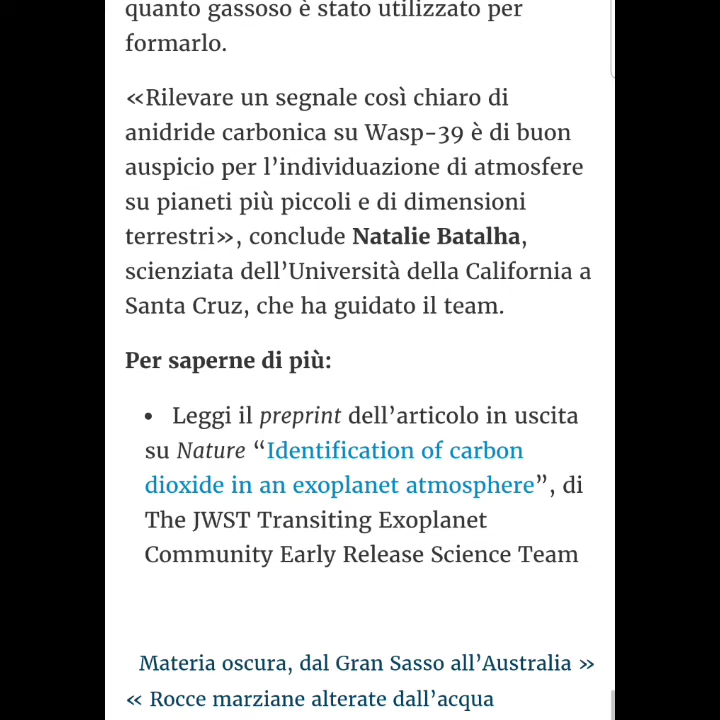 quanto gassoso è stato utilizzato per
formarlo.
«Rilevare un segnale così chiaro di
anidride carbonica su Wasp-39 è di buon
auspicio per l’individuazione di atmosfere
su pianeti più piccoli e di dimensioni
terrestri», conclude Natalie Batalha,
scienziata dell’Università della California a
Santa Cruz, che ha guidato il team.
Per saperne di più:
• Leggi il preprint dell’articolo in uscita
su Nature “Identification of carbon
dioxide in an exoplanet atmosphere”, di
The JWST Transiting Exoplanet
Community Early Release Science Team
Materia oscura, dal Gran Sasso all’Australia »
« Rocce marziane alterate dall’acqua